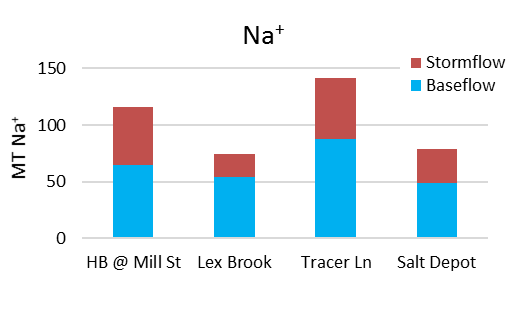 Na⁺
Stormflow
Baseflow
MT Na⁺
150
100
50
0
HB @ Mill St
Lex Brook
Tracer Ln
Salt Depot